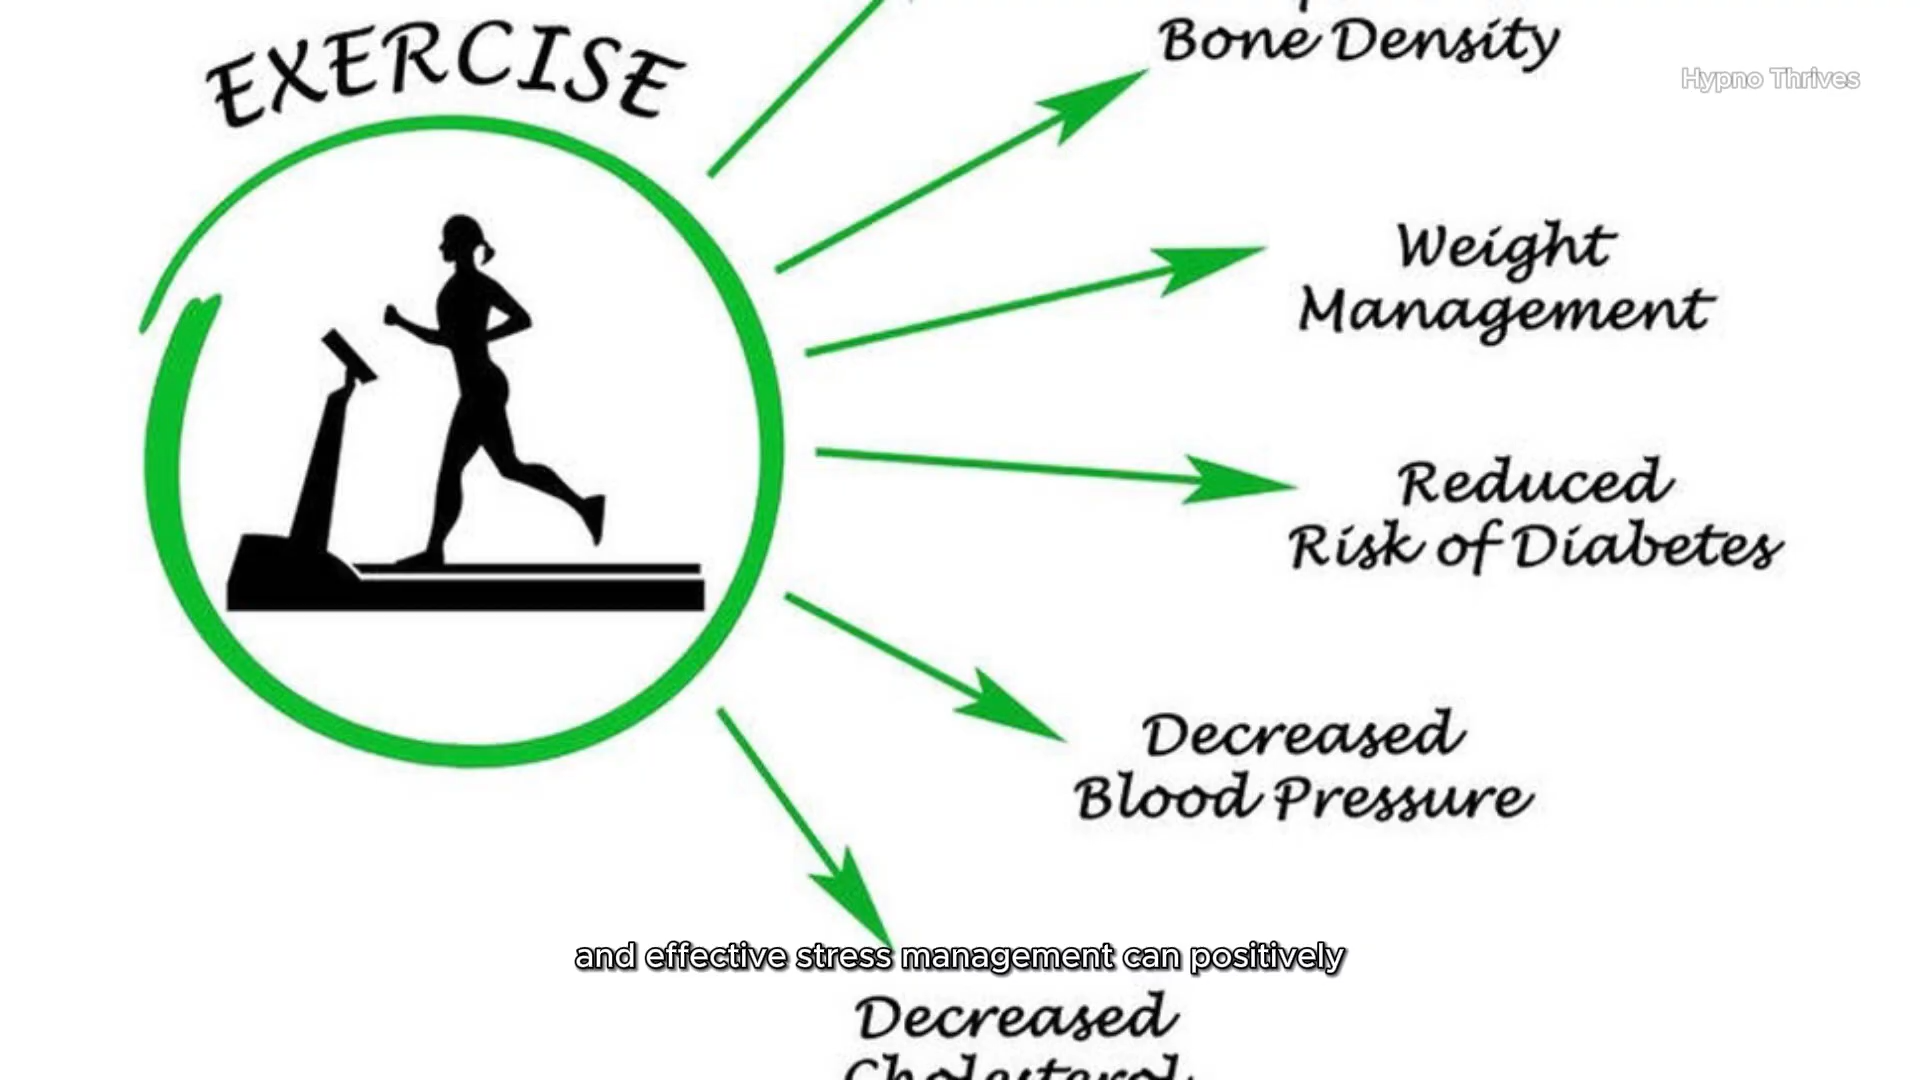 EXERCISE
Bone Density
Hypno Thrives
Weight
Management
Reduced
Risk of Diabetes
Decreased
Blood Pressure
and effective stress management can positively
Decreased
Cholesterol